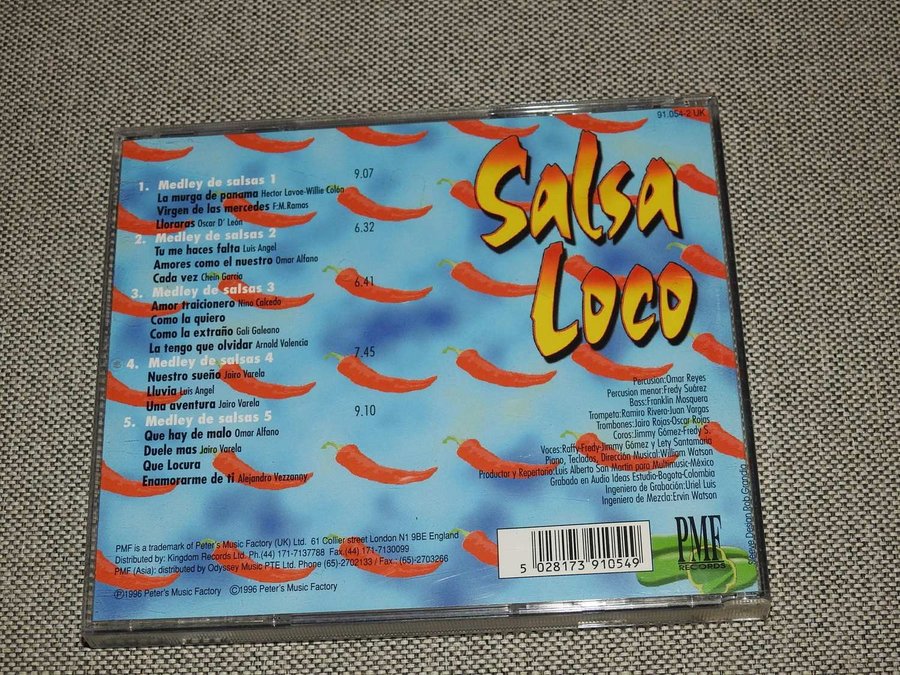 91.054-2 UK
Salsa
Loco
1. Medley de salsas 1 9.07
La murga de panama Hector Lavoe-Willie Colón
Virgen de las mercedes F.M.Ramos
Lloraras Oscar D' León
2. Medley de salsas 2 6.32
Tu me haces falta Luis Angel
Amores como el nuestro Omar Alfano
Cada vez Chein García
3. Medley de salsas 3 6.41
Amor traicionero Nino Caicedo
Como la quiero
Como la extraño Gali Galeano
La tengo que olvidar Arnold Valencia
4. Medley de salsas 4 7.45
Nuestro sueño Jairo Varela
Lluvia Luis Angel
Una aventura Jairo Varela
5. Medley de salsas 5 9.10
Que hay de malo Omar Alfano
Duele mas Jairo Varela
Que Locura
Enamorarme de ti Alejandro Vezzanny
Percusion:Omar Reyes
Percusion menor:Fredy Suárez
Bass:Franklin Mosquera
Trompeta:Ramiro Rivera-Juan Vargas
Trombones:Jairo Rojas-Oscar Rojas
Coros:Jimmy Gómez-Fredy S.
Voces:Raffy-Fredy-Jimmy Gómez y Lety Santamaria
Piano, Teclados, Dirección Musical:William Watson
Productor y Repertorio:Luis Alberto San Martin para Multimusic-México
Grabado en Audio Ideas Estudio-Bogota-Colombia
Ingeniero de Grabación:Uriel Luis
Ingeniero de Mezcla:Ervin Watson
PMF is a trademark of Peter's Music Factory (UK) Ltd. 61 Collier street London N1 9BE England
Distributed by: Kingdom Records Ltd. Ph.(44) 171-7137788 Fax.(44) 171-7130099
PMF (Asia): distributed by Odyssey Music PTE Ltd. Phone (65)-2702133 / Fax.: (65)-2703266
Ⓟ1996 Peter's Music Factory ©1996 Peter's Music Factory
5 028173 910549
PMF
RECORDS
Sleeve Design Rob Grandia